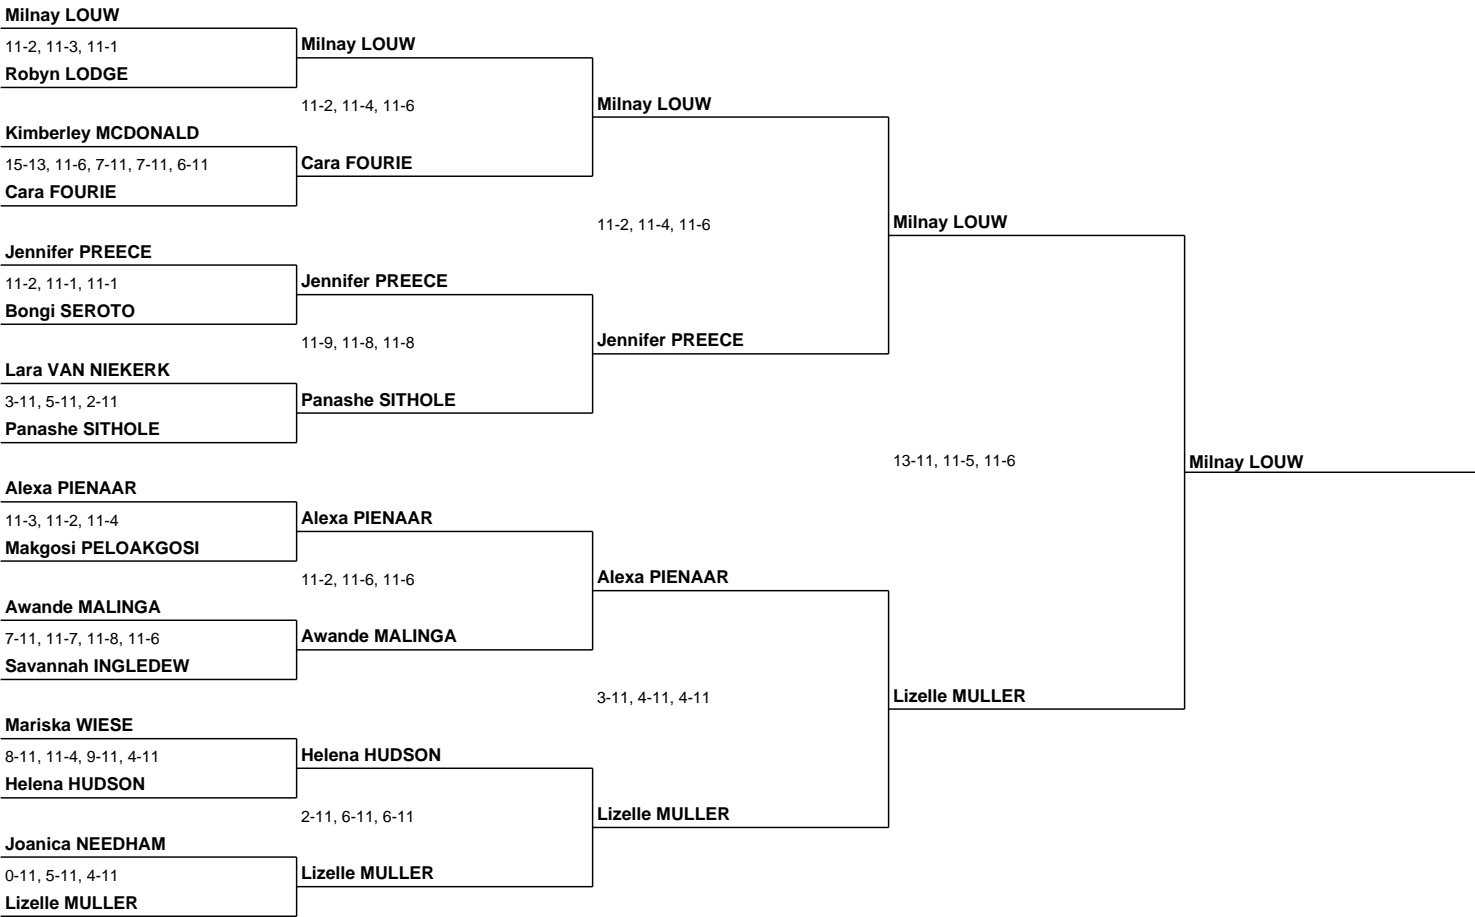 Milnay LOUW
11-2, 11-3, 11-1
Robyn LODGE
Kimberley MCDONALD
15-13, 11-6, 7-11, 7-11, 6-11
Cara FOURIE
Jennifer PREECE
11-2, 11-1, 11-1
Bongi SEROTO
Lara VAN NIEKERK
3-11, 5-11, 2-11
Panashe SITHOLE
Alexa PIENAAR
11-3, 11-2, 11-4
Makgosi PELOAKGOSI
Awande MALINGA
7-11, 11-7, 11-8, 11-6
Savannah INGLEDEW
Mariska WIESE
8-11, 11-4, 9-11, 4-11
Helena HUDSON
Joanica NEEDHAM
0-11, 5-11, 4-11
Lizelle MULLER
Milnay LOUW
11-2, 11-4, 11-6
Cara FOURIE
Jennifer PREECE
11-9, 11-8, 11-8
Panashe SITHOLE
Alexa PIENAAR
11-2, 11-6, 11-6
Awande MALINGA
Helena HUDSON
2-11, 6-11, 6-11
Lizelle MULLER
Milnay LOUW
11-2, 11-4, 11-6
Jennifer PREECE
Alexa PIENAAR
3-11, 4-11, 4-11
Lizelle MULLER
Milnay LOUW
13-11, 11-5, 11-6
Lizelle MULLER
Milnay LOUW